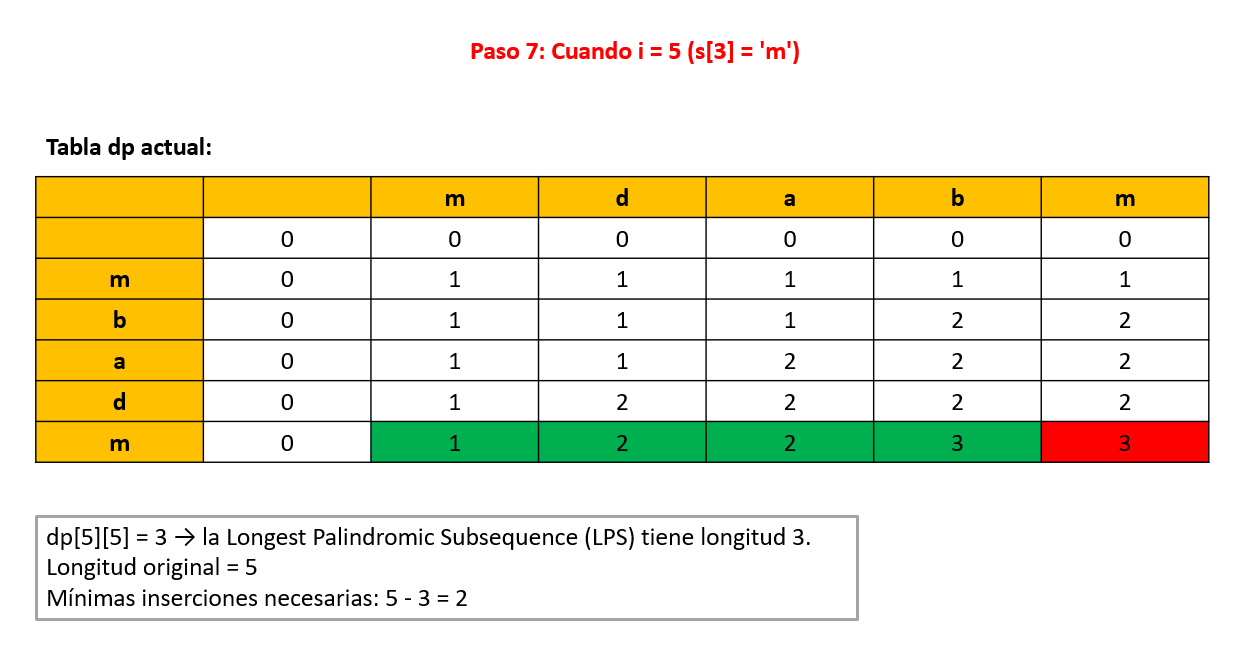 Paso 7: Cuando i = 5 (s[3] = 'm')
Tabla dp actual:
m d a b m
0 0 0 0 0 0
m 0 1 1 1 1 1
b 0 1 1 1 2 2
a 0 1 1 2 2 2
d 0 1 2 2 2 2
m 0 1 2 2 3 3
dp[5][5] = 3 → la Longest Palindromic Subsequence (LPS) tiene longitud 3.
Longitud original = 5
Mínimas inserciones necesarias: 5 - 3 = 2